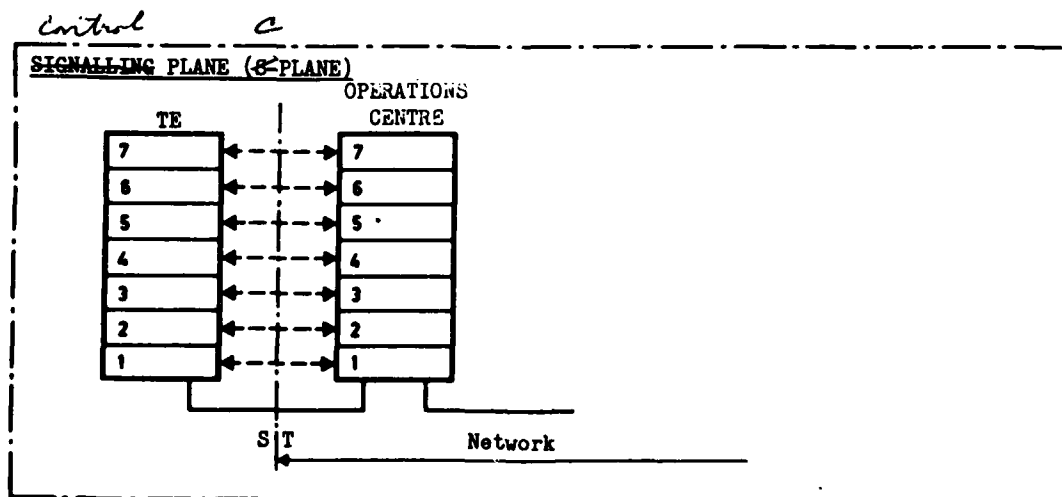 Control C
SIGNALLING PLANE (S-PLANE)
OPERATIONS
TE CENTRE
7 7
6 6
5 5
4 4
3 3
2 2
1 1
S T Network